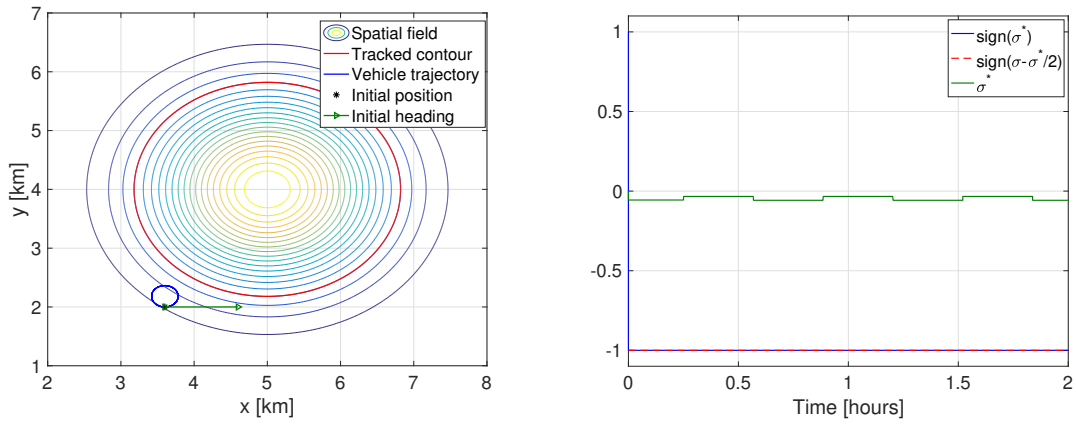 7
6
5
4
3
2
1
y [km]
2
3
4
5
6
7
8
x [km]
Spatial field
Tracked contour
Vehicle trajectory
Initial position
Initial heading
1
0.5
0
-0.5
-1
0
0.5
1
1.5
2
Time [hours]
sign(σ*)
sign(σ-σ*/2)
σ*